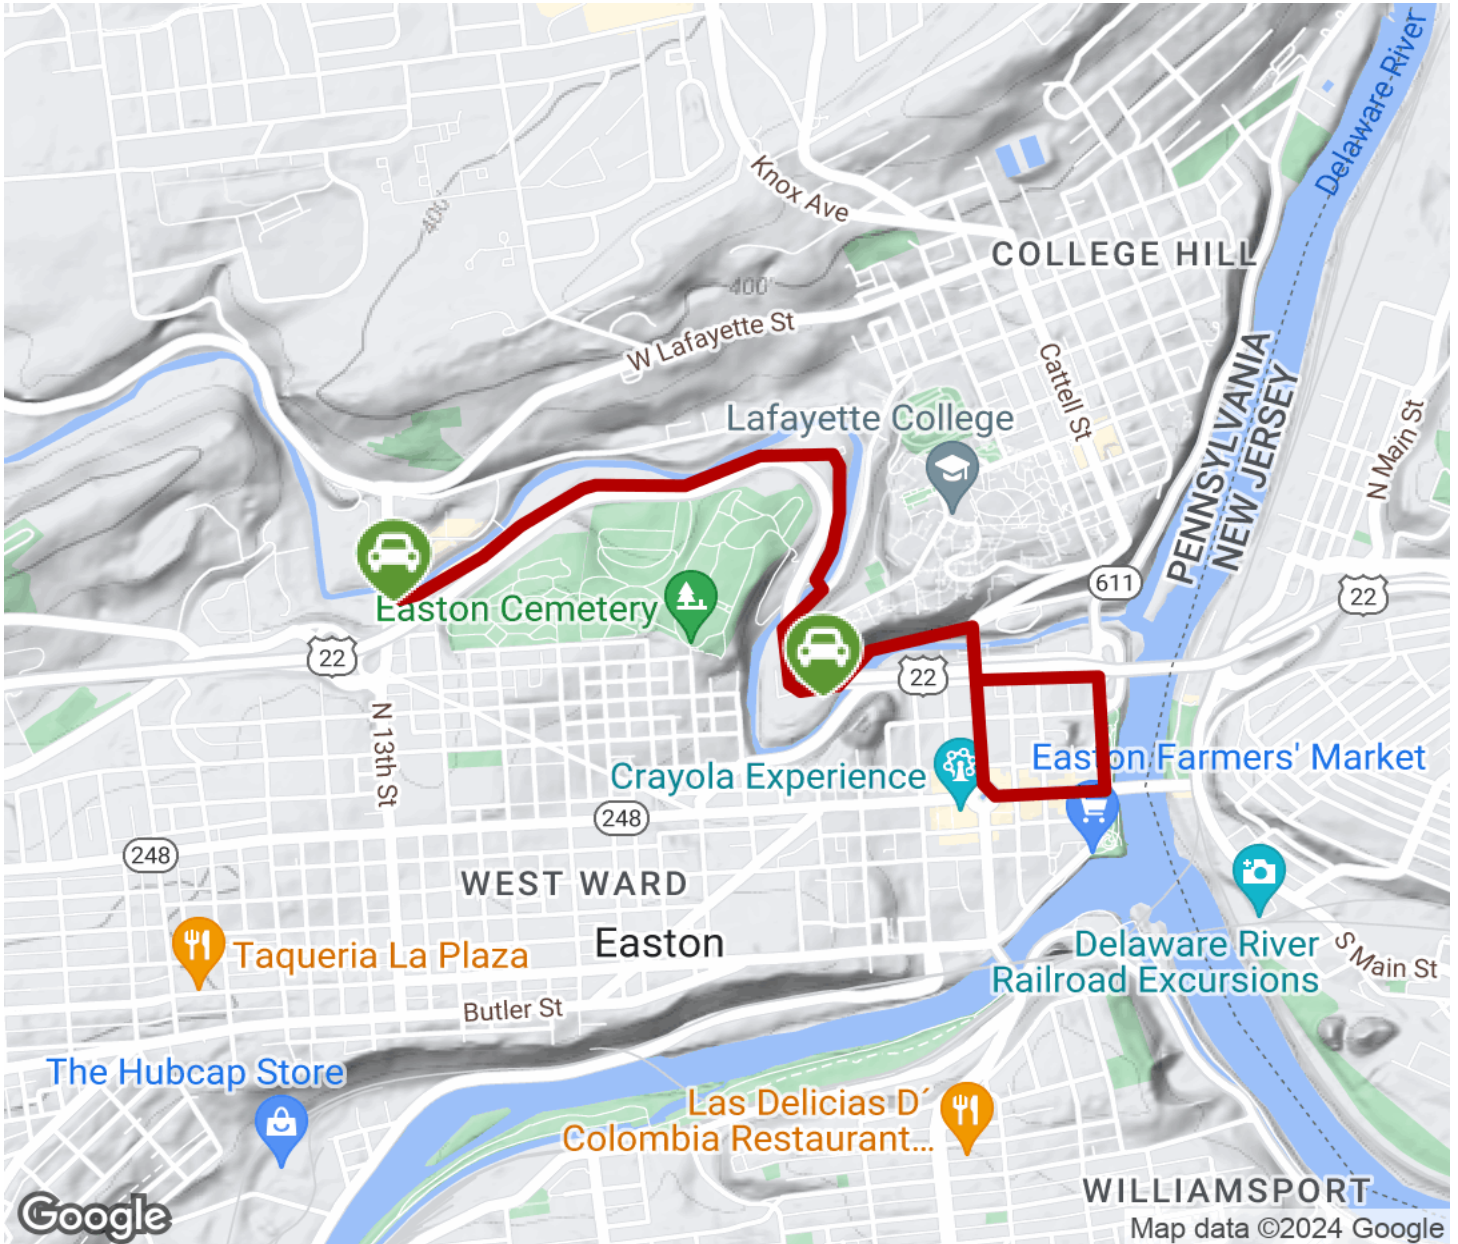 Delaware River
Knox Ave
400'
COLLEGE HILL
400'
W Lafayette St
Cattell St
PENNSYLVANIA
NEW JERSEY
N Main St
Lafayette College
611
22
Easton Cemetery
22
22
N 13th St
Crayola Experience
Easton Farmers' Market
248
248
WEST WARD
Easton
Taqueria La Plaza
Delaware River
Railroad Excursions
S Main St
Butler St
The Hubcap Store
Las Delicias D´
Colombia Restaurant...
WILLIAMSPORT
Google
Map data ©2024 Google